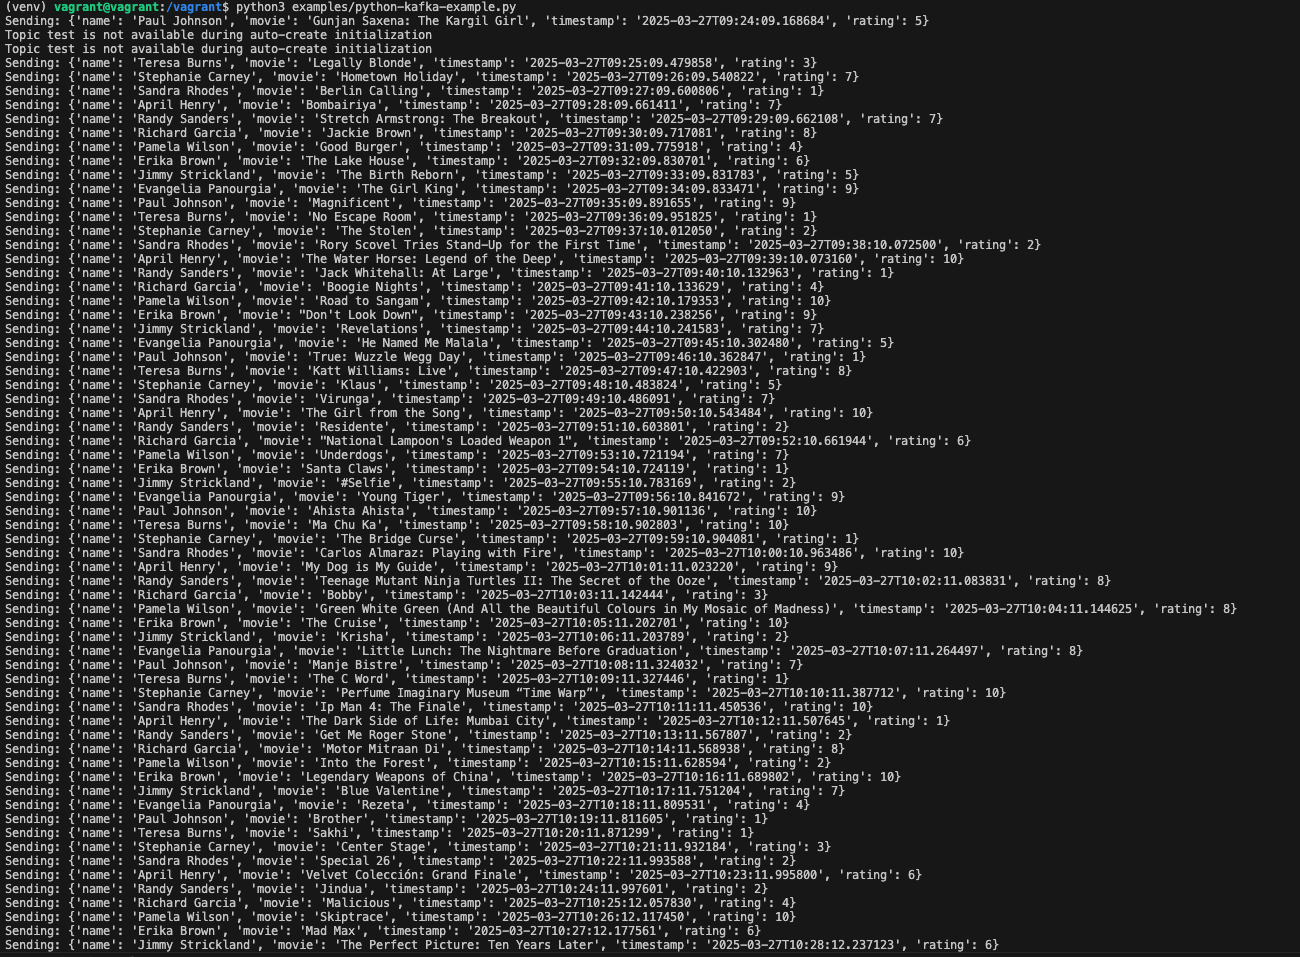 (venv) vagrant@vagrant:/vagrant$ python3 examples/python-kafka-example.py
Sending: {'name': 'Paul Johnson', 'movie': 'Gunjan Saxena: The Kargil Girl', 'timestamp': '2025-03-27T09:24:09.168684', 'rating': 5}
Topic test is not available during auto-create initialization
Topic test is not available during auto-create initialization
Sending: {'name': 'Teresa Burns', 'movie': 'Legally Blonde', 'timestamp': '2025-03-27T09:25:09.479858', 'rating': 3}
Sending: {'name': 'Stephanie Carney', 'movie': 'Hometown Holiday', 'timestamp': '2025-03-27T09:26:09.540822', 'rating': 7}
Sending: {'name': 'Sandra Rhodes', 'movie': 'Berlin Calling', 'timestamp': '2025-03-27T09:27:09.600806', 'rating': 1}
Sending: {'name': 'April Henry', 'movie': 'Bombairiya', 'timestamp': '2025-03-27T09:28:09.661411', 'rating': 7}
Sending: {'name': 'Randy Sanders', 'movie': 'Stretch Armstrong: The Breakout', 'timestamp': '2025-03-27T09:29:09.662108', 'rating': 7}
Sending: {'name': 'Richard Garcia', 'movie': 'Jackie Brown', 'timestamp': '2025-03-27T09:30:09.717081', 'rating': 8}
Sending: {'name': 'Pamela Wilson', 'movie': 'Good Burger', 'timestamp': '2025-03-27T09:31:09.775918', 'rating': 4}
Sending: {'name': 'Erika Brown', 'movie': 'The Lake House', 'timestamp': '2025-03-27T09:32:09.830701', 'rating': 6}
Sending: {'name': 'Jimmy Strickland', 'movie': 'The Birth Reborn', 'timestamp': '2025-03-27T09:33:09.831783', 'rating': 5}
Sending: {'name': 'Evangelia Panourgia', 'movie': 'The Girl King', 'timestamp': '2025-03-27T09:34:09.833471', 'rating': 9}
Sending: {'name': 'Paul Johnson', 'movie': 'Magnificent', 'timestamp': '2025-03-27T09:35:09.891655', 'rating': 9}
Sending: {'name': 'Teresa Burns', 'movie': 'No Escape Room', 'timestamp': '2025-03-27T09:36:09.951825', 'rating': 1}
Sending: {'name': 'Stephanie Carney', 'movie': 'The Stolen', 'timestamp': '2025-03-27T09:37:10.012050', 'rating': 2}
Sending: {'name': 'Sandra Rhodes', 'movie': 'Rory Scovel Tries Stand-Up for the First Time', 'timestamp': '2025-03-27T09:38:10.072500', 'rating': 2}
Sending: {'name': 'April Henry', 'movie': 'The Water Horse: Legend of the Deep', 'timestamp': '2025-03-27T09:39:10.073160', 'rating': 10}
Sending: {'name': 'Randy Sanders', 'movie': 'Jack Whitehall: At Large', 'timestamp': '2025-03-27T09:40:10.132963', 'rating': 1}
Sending: {'name': 'Richard Garcia', 'movie': 'Boogie Nights', 'timestamp': '2025-03-27T09:41:10.133629', 'rating': 4}
Sending: {'name': 'Pamela Wilson', 'movie': 'Road to Sangam', 'timestamp': '2025-03-27T09:42:10.179353', 'rating': 10}
Sending: {'name': 'Erika Brown', 'movie': "Don't Look Down", 'timestamp': '2025-03-27T09:43:10.238256', 'rating': 9}
Sending: {'name': 'Jimmy Strickland', 'movie': 'Revelations', 'timestamp': '2025-03-27T09:44:10.241583', 'rating': 7}
Sending: {'name': 'Evangelia Panourgia', 'movie': 'He Named Me Malala', 'timestamp': '2025-03-27T09:45:10.302480', 'rating': 5}
Sending: {'name': 'Paul Johnson', 'movie': 'True: Wuzzle Wegg Day', 'timestamp': '2025-03-27T09:46:10.362847', 'rating': 1}
Sending: {'name': 'Teresa Burns', 'movie': 'Katt Williams: Live', 'timestamp': '2025-03-27T09:47:10.422903', 'rating': 8}
Sending: {'name': 'Stephanie Carney', 'movie': 'Klaus', 'timestamp': '2025-03-27T09:48:10.483824', 'rating': 5}
Sending: {'name': 'Sandra Rhodes', 'movie': 'Virunga', 'timestamp': '2025-03-27T09:49:10.486091', 'rating': 7}
Sending: {'name': 'April Henry', 'movie': 'The Girl from the Song', 'timestamp': '2025-03-27T09:50:10.543484', 'rating': 10}
Sending: {'name': 'Randy Sanders', 'movie': 'Residente', 'timestamp': '2025-03-27T09:51:10.603801', 'rating': 2}
Sending: {'name': 'Richard Garcia', 'movie': "National Lampoon's Loaded Weapon 1", 'timestamp': '2025-03-27T09:52:10.661944', 'rating': 6}
Sending: {'name': 'Pamela Wilson', 'movie': 'Underdogs', 'timestamp': '2025-03-27T09:53:10.721194', 'rating': 7}
Sending: {'name': 'Erika Brown', 'movie': 'Santa Claws', 'timestamp': '2025-03-27T09:54:10.724119', 'rating': 1}
Sending: {'name': 'Jimmy Strickland', 'movie': '#Selfie', 'timestamp': '2025-03-27T09:55:10.783169', 'rating': 2}
Sending: {'name': 'Evangelia Panourgia', 'movie': 'Young Tiger', 'timestamp': '2025-03-27T09:56:10.841672', 'rating': 9}
Sending: {'name': 'Paul Johnson', 'movie': 'Ahista Ahista', 'timestamp': '2025-03-27T09:57:10.901136', 'rating': 10}
Sending: {'name': 'Teresa Burns', 'movie': 'Ma Chu Ka', 'timestamp': '2025-03-27T09:58:10.902803', 'rating': 10}
Sending: {'name': 'Stephanie Carney', 'movie': 'The Bridge Curse', 'timestamp': '2025-03-27T09:59:10.904081', 'rating': 1}
Sending: {'name': 'Sandra Rhodes', 'movie': 'Carlos Almaraz: Playing with Fire', 'timestamp': '2025-03-27T10:00:10.963486', 'rating': 10}
Sending: {'name': 'April Henry', 'movie': 'My Dog is My Guide', 'timestamp': '2025-03-27T10:01:11.023220', 'rating': 9}
Sending: {'name': 'Randy Sanders', 'movie': 'Teenage Mutant Ninja Turtles II: The Secret of the Ooze', 'timestamp': '2025-03-27T10:02:11.083831', 'rating': 8}
Sending: {'name': 'Richard Garcia', 'movie': 'Bobby', 'timestamp': '2025-03-27T10:03:11.142444', 'rating': 3}
Sending: {'name': 'Pamela Wilson', 'movie': 'Green White Green (And All the Beautiful Colours in My Mosaic of Madness)', 'timestamp': '2025-03-27T10:04:11.144625', 'rating': 8}
Sending: {'name': 'Erika Brown', 'movie': 'The Cruise', 'timestamp': '2025-03-27T10:05:11.202701', 'rating': 10}
Sending: {'name': 'Jimmy Strickland', 'movie': 'Krisha', 'timestamp': '2025-03-27T10:06:11.203789', 'rating': 2}
Sending: {'name': 'Evangelia Panourgia', 'movie': 'Little Lunch: The Nightmare Before Graduation', 'timestamp': '2025-03-27T10:07:11.264497', 'rating': 8}
Sending: {'name': 'Paul Johnson', 'movie': 'Manje Bistre', 'timestamp': '2025-03-27T10:08:11.324032', 'rating': 7}
Sending: {'name': 'Teresa Burns', 'movie': 'The C Word', 'timestamp': '2025-03-27T10:09:11.327446', 'rating': 1}
Sending: {'name': 'Stephanie Carney', 'movie': 'Perfume Imaginary Museum “Time Warp”', 'timestamp': '2025-03-27T10:10:11.387712', 'rating': 10}
Sending: {'name': 'Sandra Rhodes', 'movie': 'Ip Man 4: The Finale', 'timestamp': '2025-03-27T10:11:11.450536', 'rating': 10}
Sending: {'name': 'April Henry', 'movie': 'The Dark Side of Life: Mumbai City', 'timestamp': '2025-03-27T10:12:11.507645', 'rating': 1}
Sending: {'name': 'Randy Sanders', 'movie': 'Get Me Roger Stone', 'timestamp': '2025-03-27T10:13:11.567807', 'rating': 2}
Sending: {'name': 'Richard Garcia', 'movie': 'Motor Mitraan Di', 'timestamp': '2025-03-27T10:14:11.568938', 'rating': 8}
Sending: {'name': 'Pamela Wilson', 'movie': 'Into the Forest', 'timestamp': '2025-03-27T10:15:11.628594', 'rating': 2}
Sending: {'name': 'Erika Brown', 'movie': 'Legendary Weapons of China', 'timestamp': '2025-03-27T10:16:11.689802', 'rating': 10}
Sending: {'name': 'Jimmy Strickland', 'movie': 'Blue Valentine', 'timestamp': '2025-03-27T10:17:11.751204', 'rating': 7}
Sending: {'name': 'Evangelia Panourgia', 'movie': 'Rezeta', 'timestamp': '2025-03-27T10:18:11.809531', 'rating': 4}
Sending: {'name': 'Paul Johnson', 'movie': 'Brother', 'timestamp': '2025-03-27T10:19:11.811605', 'rating': 1}
Sending: {'name': 'Teresa Burns', 'movie': 'Sakhi', 'timestamp': '2025-03-27T10:20:11.871299', 'rating': 1}
Sending: {'name': 'Stephanie Carney', 'movie': 'Center Stage', 'timestamp': '2025-03-27T10:21:11.932184', 'rating': 3}
Sending: {'name': 'Sandra Rhodes', 'movie': 'Special 26', 'timestamp': '2025-03-27T10:22:11.993588', 'rating': 2}
Sending: {'name': 'April Henry', 'movie': 'Velvet Colección: Grand Finale', 'timestamp': '2025-03-27T10:23:11.995800', 'rating': 6}
Sending: {'name': 'Randy Sanders', 'movie': 'Jindua', 'timestamp': '2025-03-27T10:24:11.997601', 'rating': 2}
Sending: {'name': 'Richard Garcia', 'movie': 'Malicious', 'timestamp': '2025-03-27T10:25:12.057830', 'rating': 4}
Sending: {'name': 'Pamela Wilson', 'movie': 'Skiptrace', 'timestamp': '2025-03-27T10:26:12.117450', 'rating': 10}
Sending: {'name': 'Erika Brown', 'movie': 'Mad Max', 'timestamp': '2025-03-27T10:27:12.177561', 'rating': 6}
Sending: {'name': 'Jimmy Strickland', 'movie': 'The Perfect Picture: Ten Years Later', 'timestamp': '2025-03-27T10:28:12.237123', 'rating': 6}